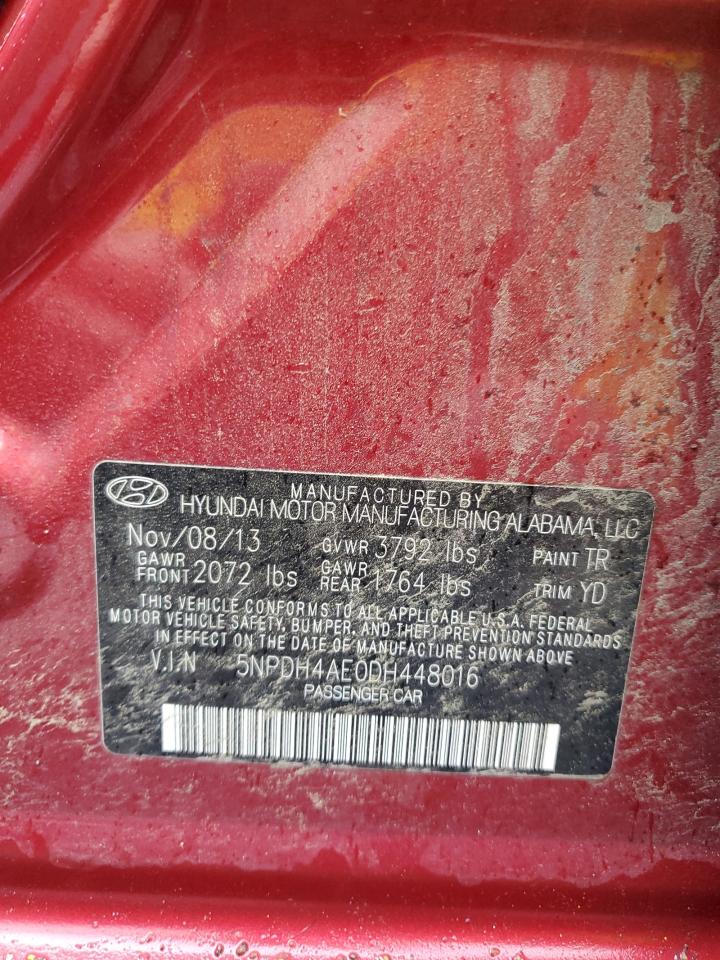 MANUFACTURED BY
HYUNDAI MOTOR MANUFACTURING ALABAMA, LLC
Nov/08/13 GVWR 3792 lbs PAINT TR
GAWR FRONT 2072 lbs GAWR REAR 1764 lbs TRIM YD
THIS VEHICLE CONFORMS TO ALL APPLICABLE U.S.A. FEDERAL
MOTOR VEHICLE SAFETY, BUMPER, AND THEFT PREVENTION STANDARDS
IN EFFECT ON THE DATE OF MANUFACTURE SHOWN ABOVE
V.I.N 5NPDH4AE0DH448016
PASSENGER CAR